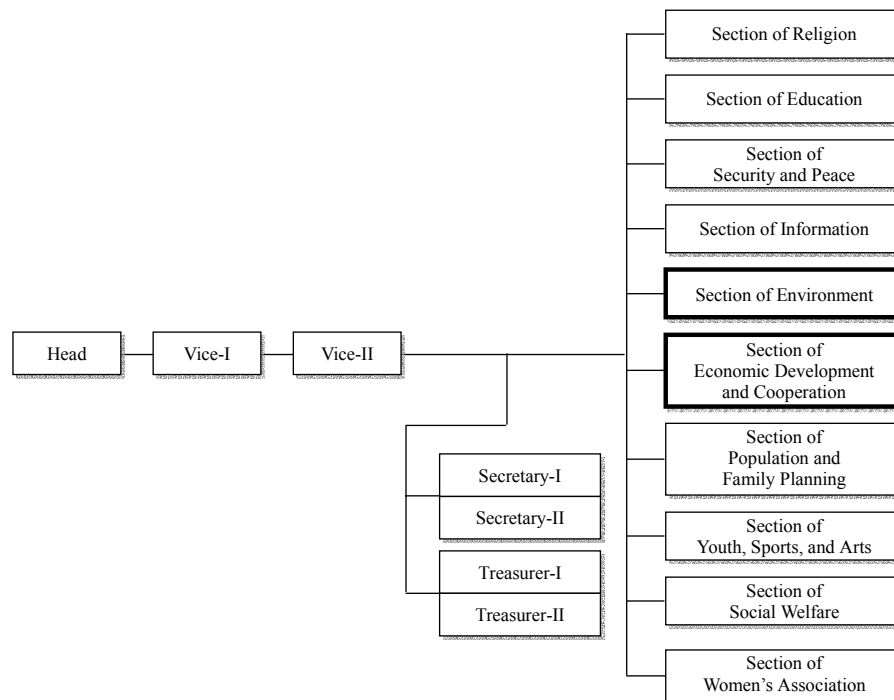 Section of Religion
Section of Education
Section of
Security and Peace
Section of Information
Section of Environment
Head
Vice-I
Vice-II
Section of
Economic Development
and Cooperation
Section of
Population and
Family Planning
Secretary-I
Secretary-II
Section of
Youth, Sports, and Arts
Treasurer-I
Treasurer-II
Section of
Social Welfare
Section of
Women's Association